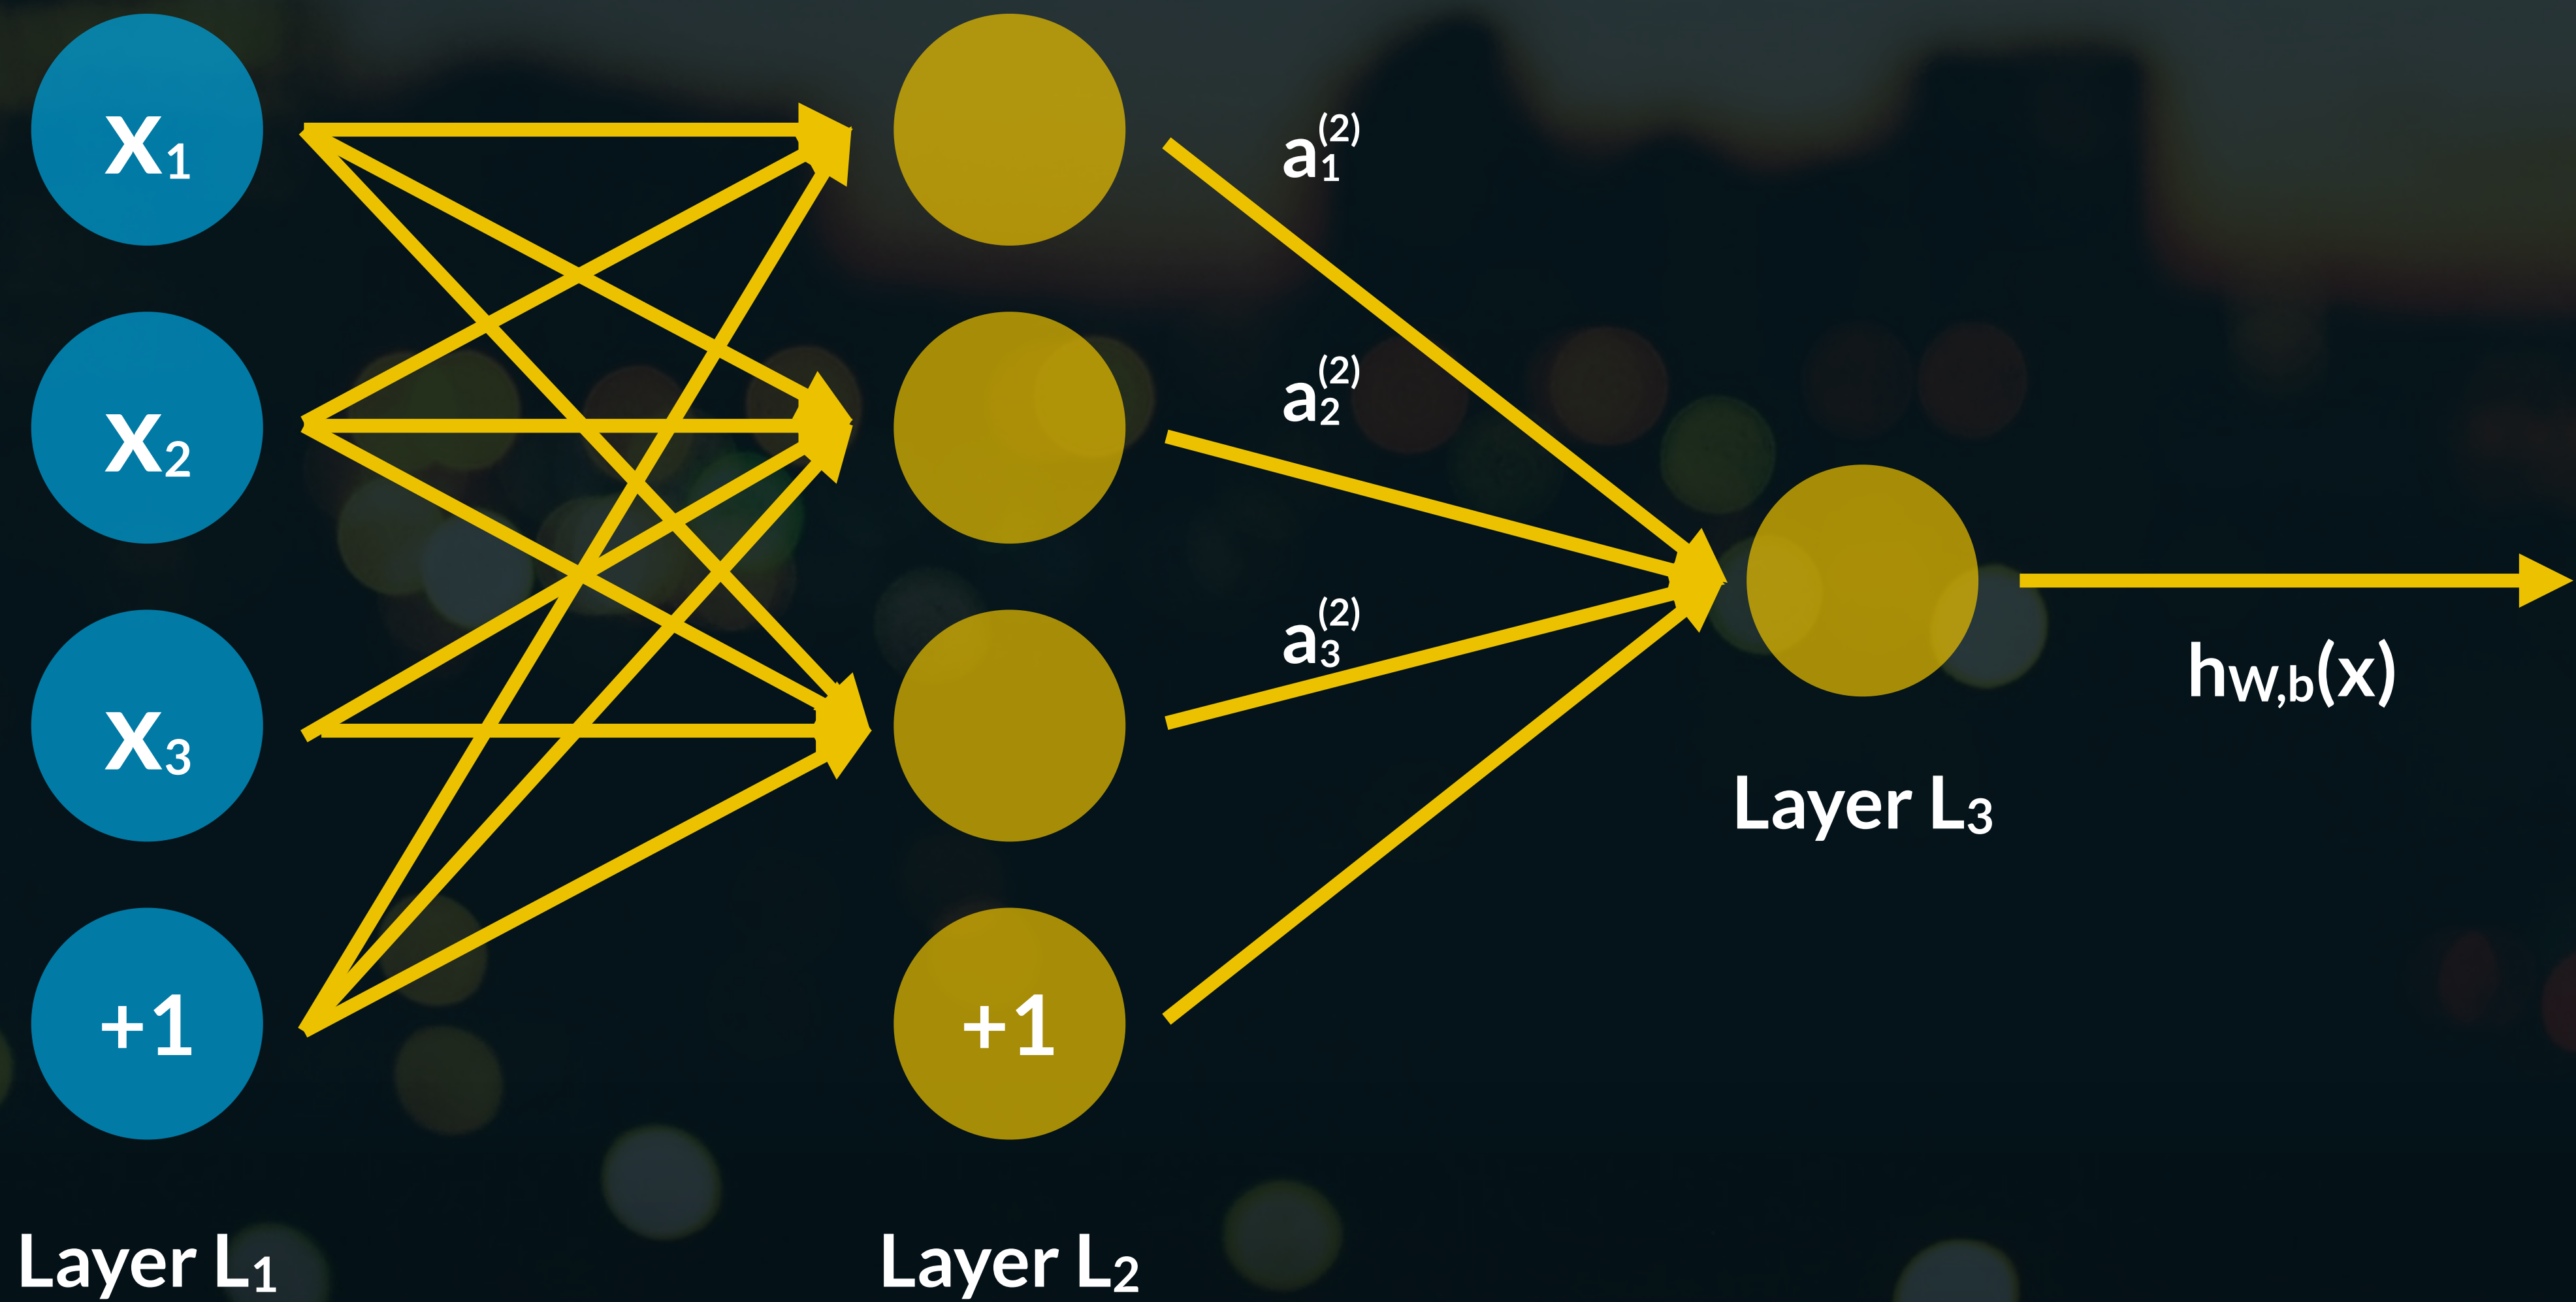 x₁
x₂
x₃
+1
Layer L₁
+1
Layer L₂
a₁⁽²⁾
a₂⁽²⁾
a₃⁽²⁾
Layer L₃
hW,b(x)